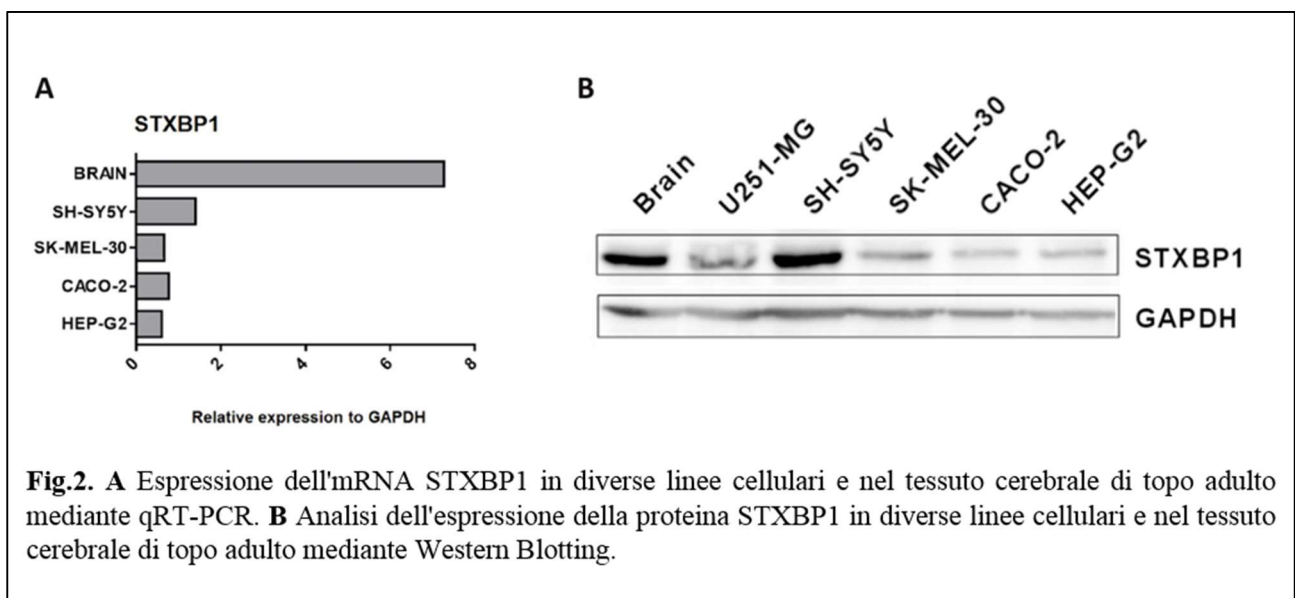 A
STXBP1
BRAIN
SH-SY5Y
SK-MEL-30
CACO-2
HEP-G2
0 2 4 6 8
Relative expression to GAPDH
B
Brain U251-MG SH-SY5Y SK-MEL-30 CACO-2 HEP-G2
STXBP1
GAPDH
Fig.2. A Espressione dell'mRNA STXBP1 in diverse linee cellulari e nel tessuto cerebrale di topo adulto
mediante qRT-PCR. B Analisi dell'espressione della proteina STXBP1 in diverse linee cellulari e nel tessuto
cerebrale di topo adulto mediante Western Blotting.